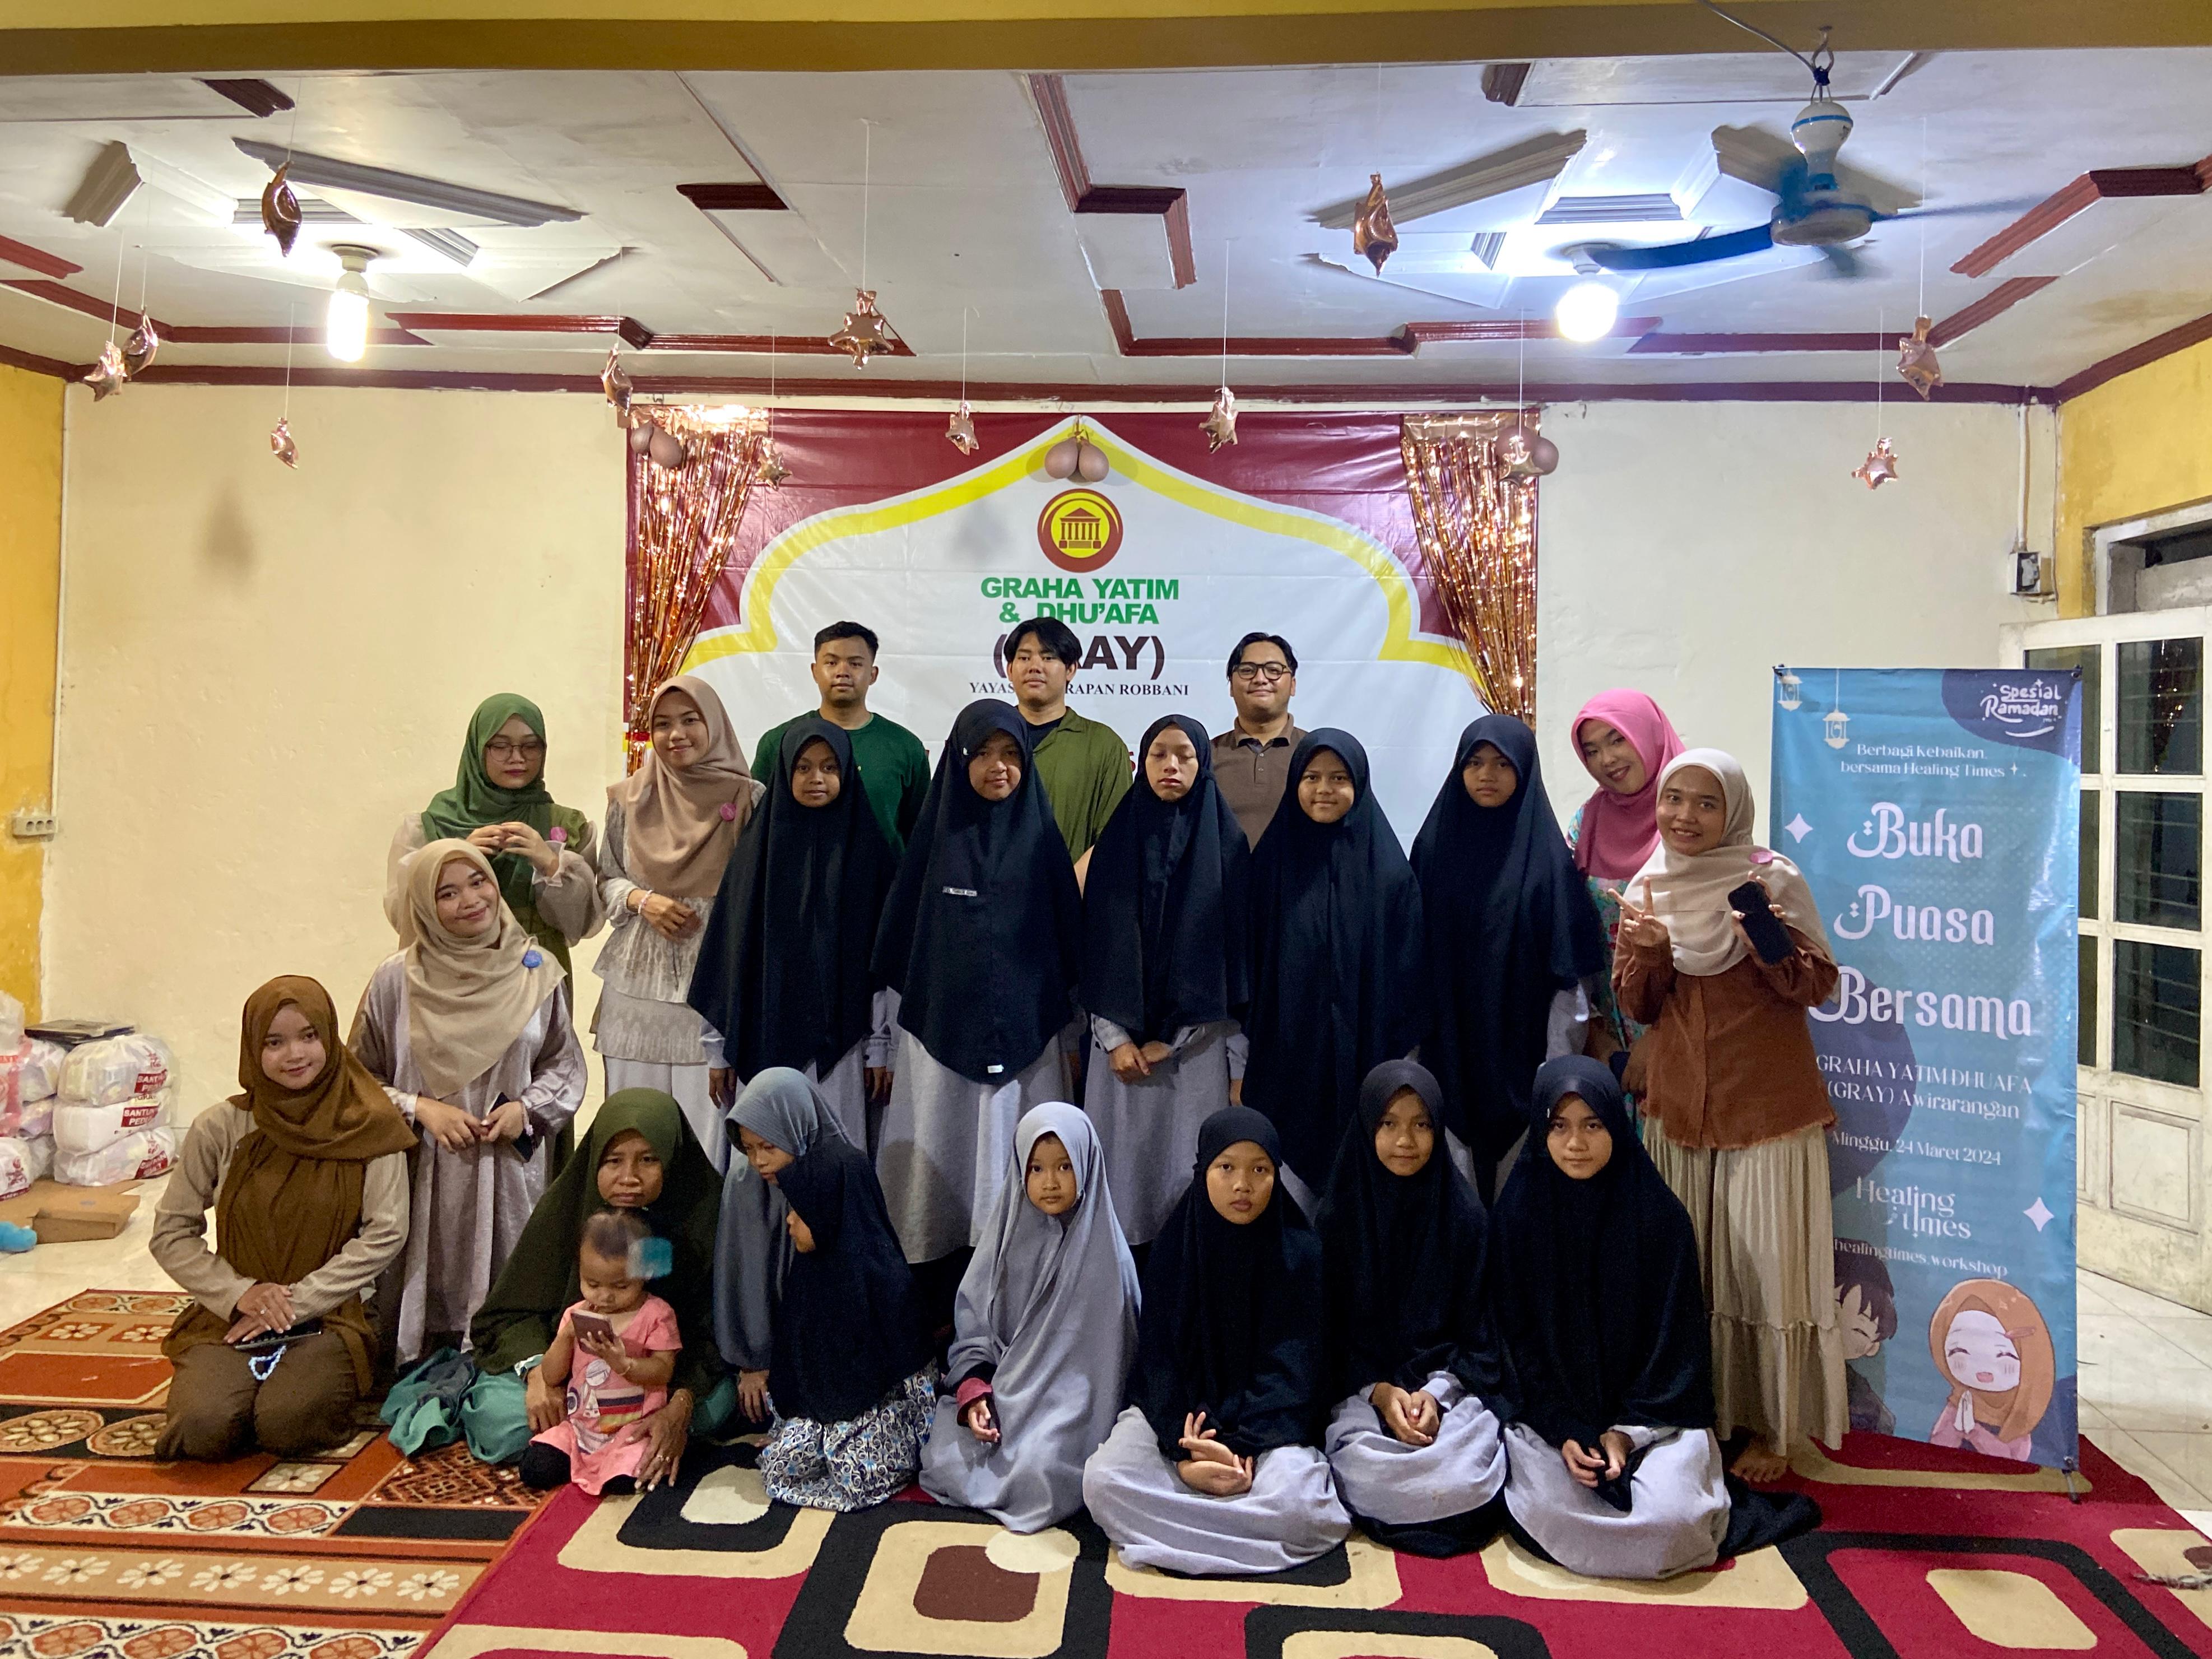 GRAHA YATIM
& DHU'AFA
RAY)
RAPAN ROBBANI
Spesial
Ramadan
Berbagi Kebaikan,
bersama Healing Times
Buka
Puasa
Bersama
GRAHA YATIM DHUAFA
(GRAY) Awirarangan
Minggu, 24 Maret 2024
Healing
times
healingtimes.workshop